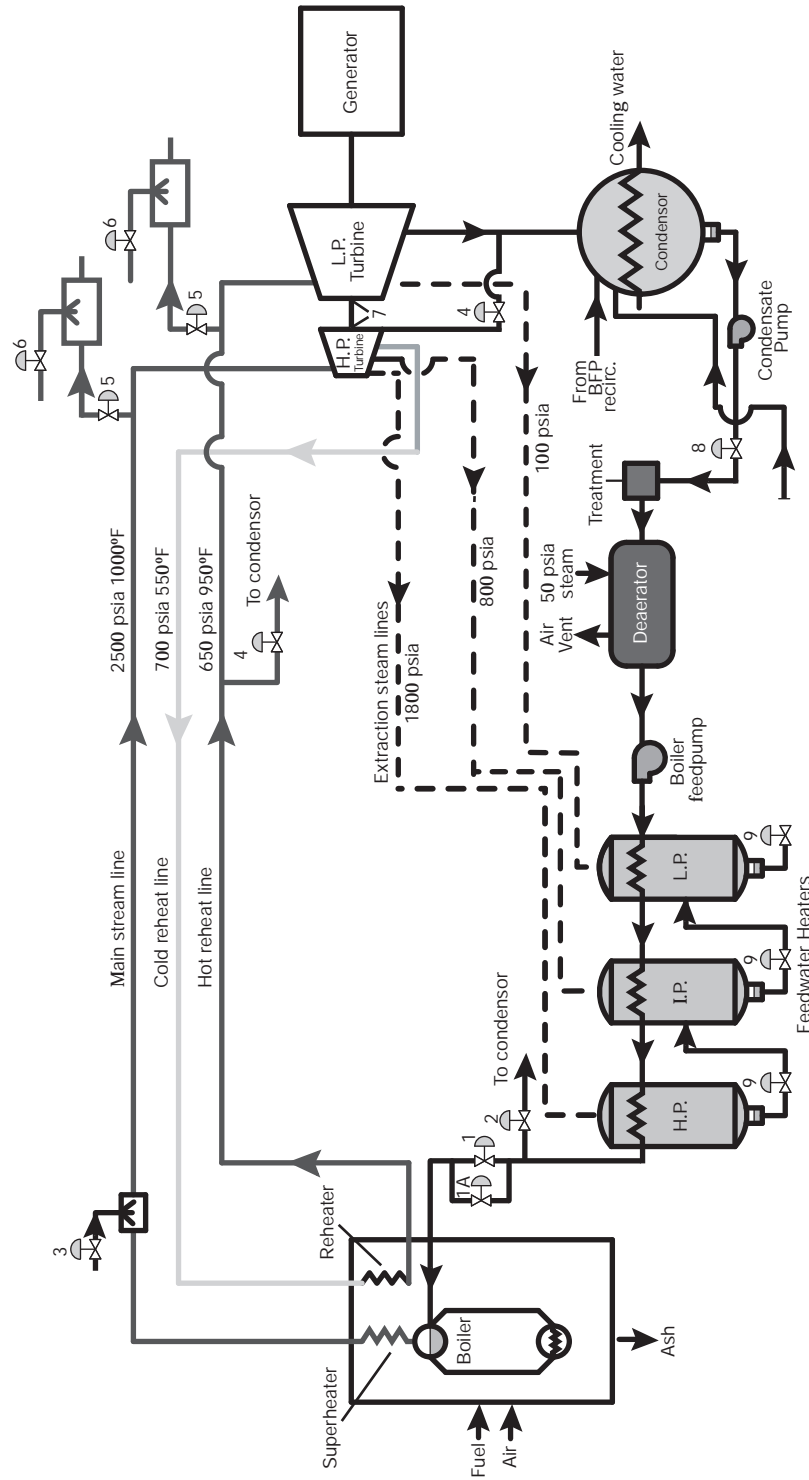 Generator
L.P.
Turbine
H.P.
Turbine
7
6
5
6
5
4
Cooling water
Condensor
From
BFP
recirc.
Condensate
Pump
8
Treatment
Deaerator
50 psia
steam
Air
Vent
Boiler
feedpump
2500 psia 1000ºF
700 psia 550ºF
650 psia 950ºF
Main stream line
Cold reheat line
Hot reheat line
To condensor
4
Extraction steam lines
1800 psia
800 psia
100 psia
L.P.
I.P.
H.P.
9
9
9
Feedwater Heaters
To condensor
2
1
1A
3
Reheater
Superheater
Boiler
Fuel
Air
Ash